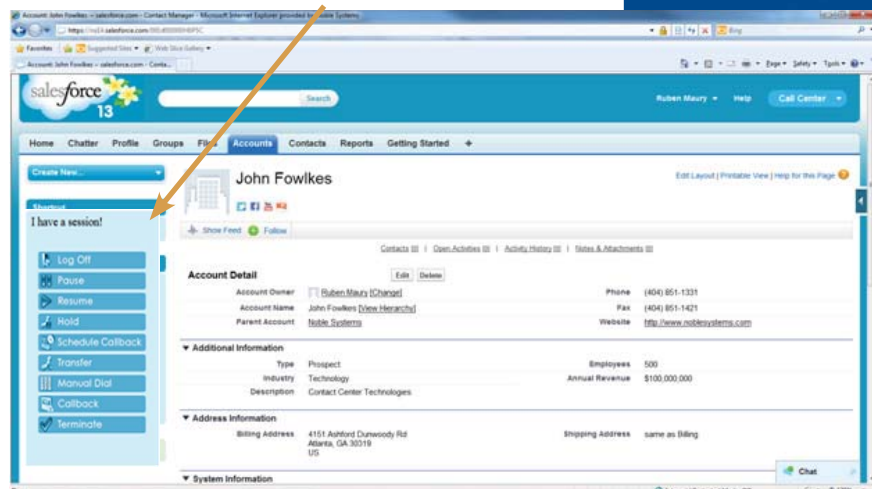 Account: John Fowlkes ~ salesforce.com - Contact Manager - Microsoft Internet Explorer provided by Noble Systems
Favorites Suggested Sites Web Slice Gallery
Account: John Fowlkes ~ salesforce.com - Conta...
Page Safety Tools
salesforce
13
Search
Ruben Maury Help Call Center
Home Chatter Profile Groups Files Accounts Contacts Reports Getting Started +
Create New...
Shortcut
I have a session!
Log Off
Pause
Resume
Hold
Schedule Callback
Transfer
Manual Dial
Callback
Terminate
John Fowlkes
Edit Layout | Printable View | Help for this Page
Show Feed Follow
Contacts | Open Activities | Activity History | Notes & Attachments
Account Detail Edit Delete
Account Owner Ruben Maury [Change] Phone (404) 851-1331
Account Name John Fowlkes [View Hierarchy] Fax (404) 851-1421
Parent Account Noble Systems Website http://www.noblesystems.com
Additional Information
Type Prospect Employees 500
Industry Technology Annual Revenue $100,000,000
Description Contact Center Technologies
Address Information
Billing Address 4151 Ashford Dunwoody Rd Shipping Address same as Billing
Atlanta, GA 30319
US
System Information
Chat